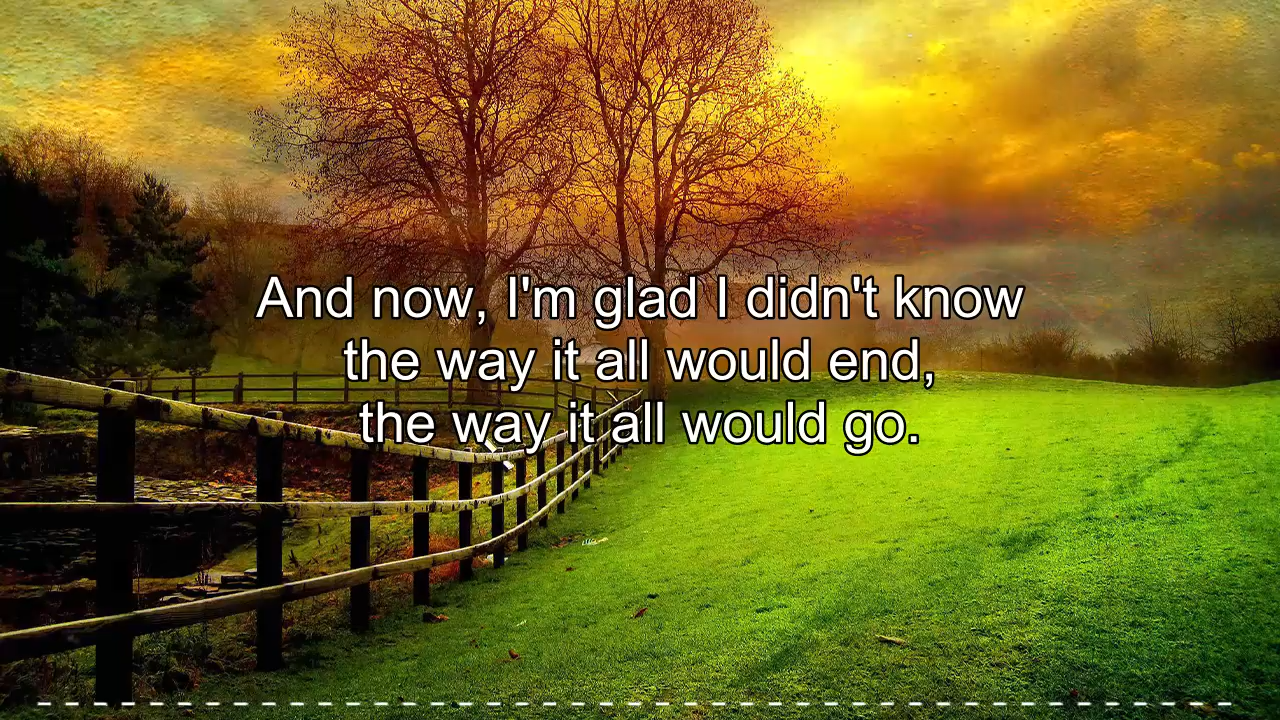 And now, I'm glad I didn't know
the way it all would end,
the way it all would go.